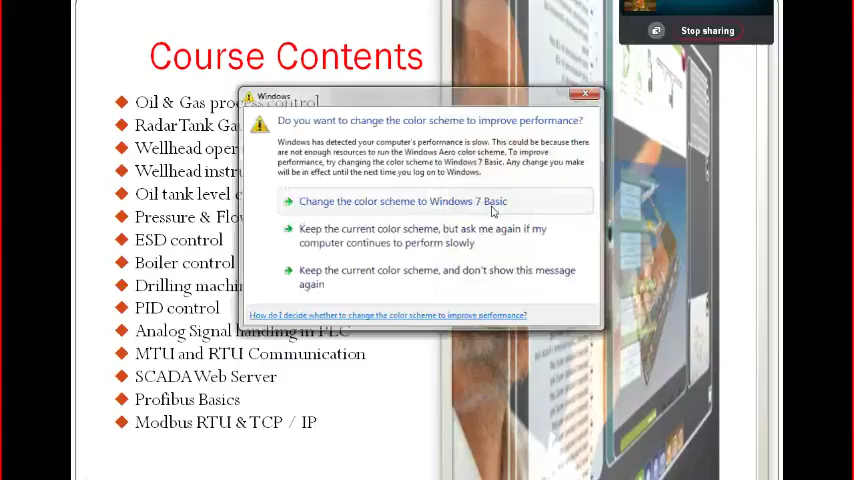 Stop sharing
Course Contents
Oil & Gas process control
Radar Tank Ga
Wellhead oper
Wellhead instru
Oil tank level c
Pressure & Flo
ESD control
Boiler control
Drilling machin
PID control
Analog Signal handling in PLC
MTU and RTU Communication
SCADA Web Server
Profibus Basics
Modbus RTU & TCP / IP
Windows
Do you want to change the color scheme to improve performance?
Windows has detected your computer's performance is slow. This could be because there
are not enough resources to run the Windows Aero color scheme. To improve
performance, try changing the color scheme to Windows 7 Basic. Any change you make
will be in effect until the next time you log on to Windows.
Change the color scheme to Windows 7 Basic
Keep the current color scheme, but ask me again if my
computer continues to perform slowly
Keep the current color scheme, and don't show this message
again
How do I decide whether to change the color scheme to improve performance?